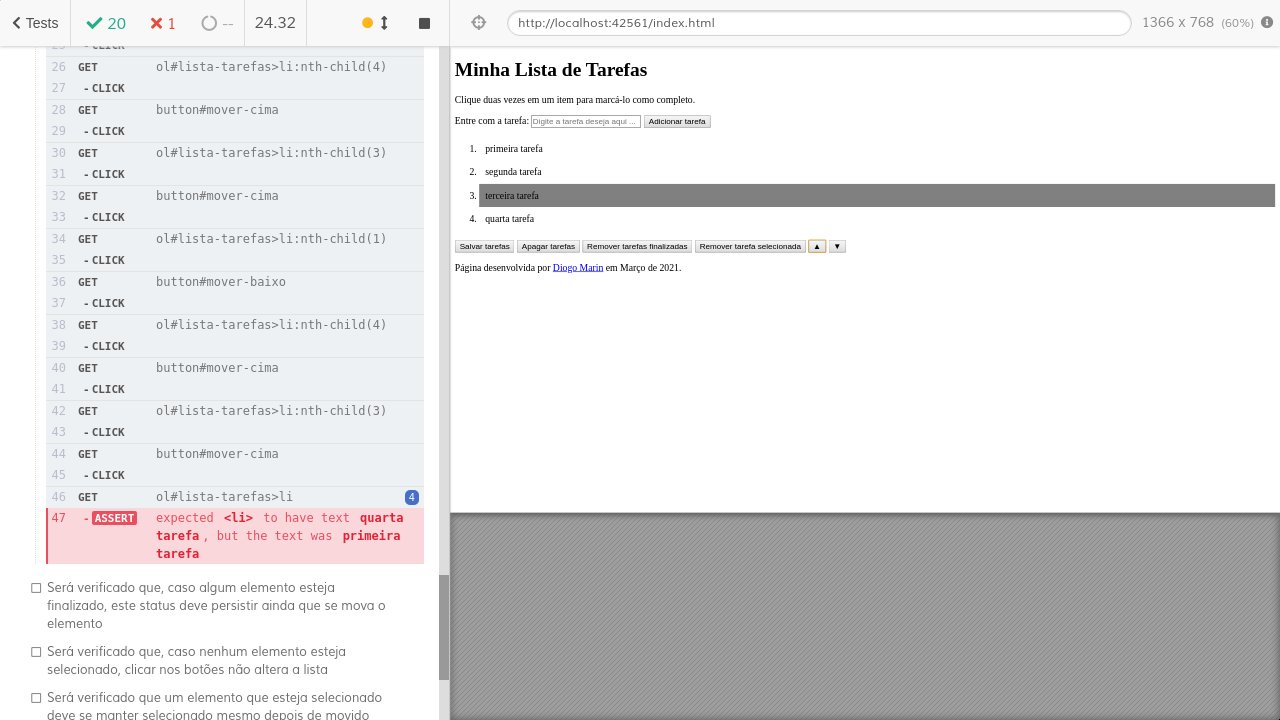 Tests
20
1
--
24.32
http://localhost:42561/index.html
1366 x 768 (60%)
25 - CLICK
26 GET ol#lista-tarefas>li:nth-child(4)
27 - CLICK
28 GET button#mover-cima
29 - CLICK
30 GET ol#lista-tarefas>li:nth-child(3)
31 - CLICK
32 GET button#mover-cima
33 - CLICK
34 GET ol#lista-tarefas>li:nth-child(1)
35 - CLICK
36 GET button#mover-baixo
37 - CLICK
38 GET ol#lista-tarefas>li:nth-child(4)
39 - CLICK
40 GET button#mover-cima
41 - CLICK
42 GET ol#lista-tarefas>li:nth-child(3)
43 - CLICK
44 GET button#mover-cima
45 - CLICK
46 GET ol#lista-tarefas>li 4
47 - ASSERT expected <li> to have text quarta
tarefa, but the text was primeira
tarefa
Será verificado que, caso algum elemento esteja
finalizado, este status deve persistir ainda que se mova o
elemento
Será verificado que, caso nenhum elemento esteja
selecionado, clicar nos botões não altera a lista
Será verificado que um elemento que esteja selecionado
deve se manter selecionado mesmo depois de movido
Minha Lista de Tarefas
Clique duas vezes em um item para marcá-lo como completo.
Entre com a tarefa: Digite a tarefa deseja aqui ... Adicionar tarefa
1. primeira tarefa
2. segunda tarefa
3. terceira tarefa
4. quarta tarefa
Salvar tarefas Apagar tarefas Remover tarefas finalizadas Remover tarefa selecionada ▲ ▼
Página desenvolvida por Diogo Marin em Março de 2021.